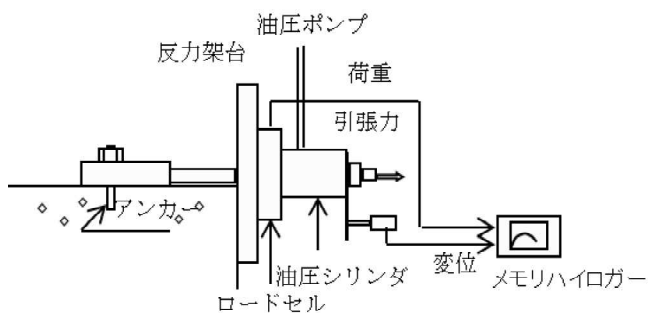 油圧ポンプ
反力架台
荷重
引張力
アンカー
変位
油圧シリンダ
メモリハイロガー
ロードセル